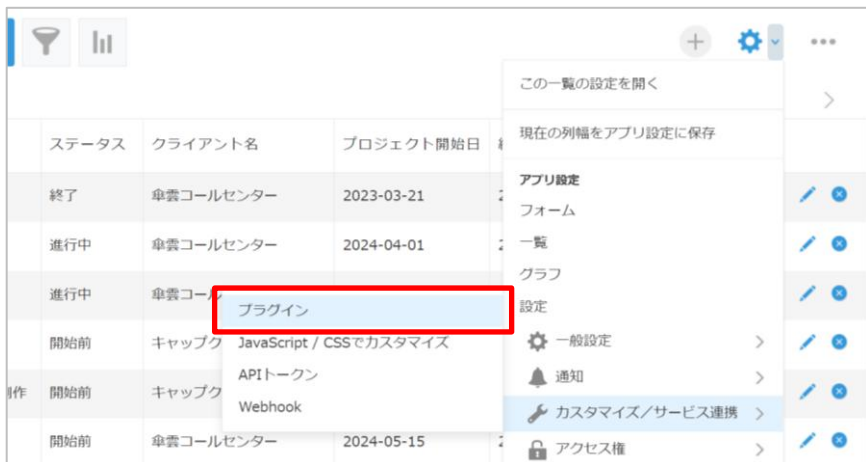 この一覧の設定を開く
現在の列幅をアプリ設定に保存
ステータス クライアント名 プロジェクト開始日
アプリ設定
フォーム
終了 傘雲コールセンター 2023-03-21
進行中 傘雲コールセンター 2024-04-01
一覧
グラフ
進行中 傘雲コール
設定
プラグイン
開始前 キャップク
JavaScript / CSSでカスタマイズ
一般設定
APIトークン
通知
作 開始前 キャップク
Webhook
カスタマイズ／サービス連携
開始前 傘雲コールセンター 2024-05-15
アクセス権